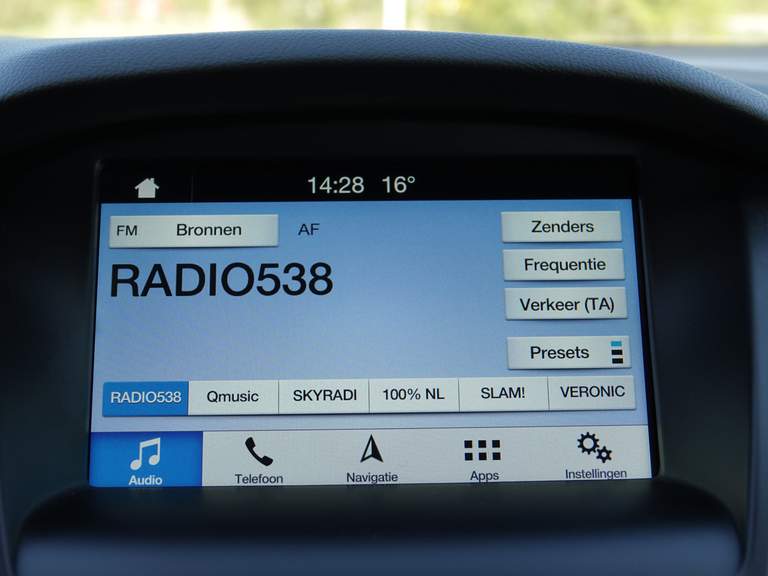 14:28 16°
FM Bronnen AF Zenders
RADIO538
Frequentie
Verkeer (TA)
Presets
RADIO538 Qmusic SKYRADI 100% NL SLAM! VERONIC
Audio Telefoon Navigatie Apps Instellingen